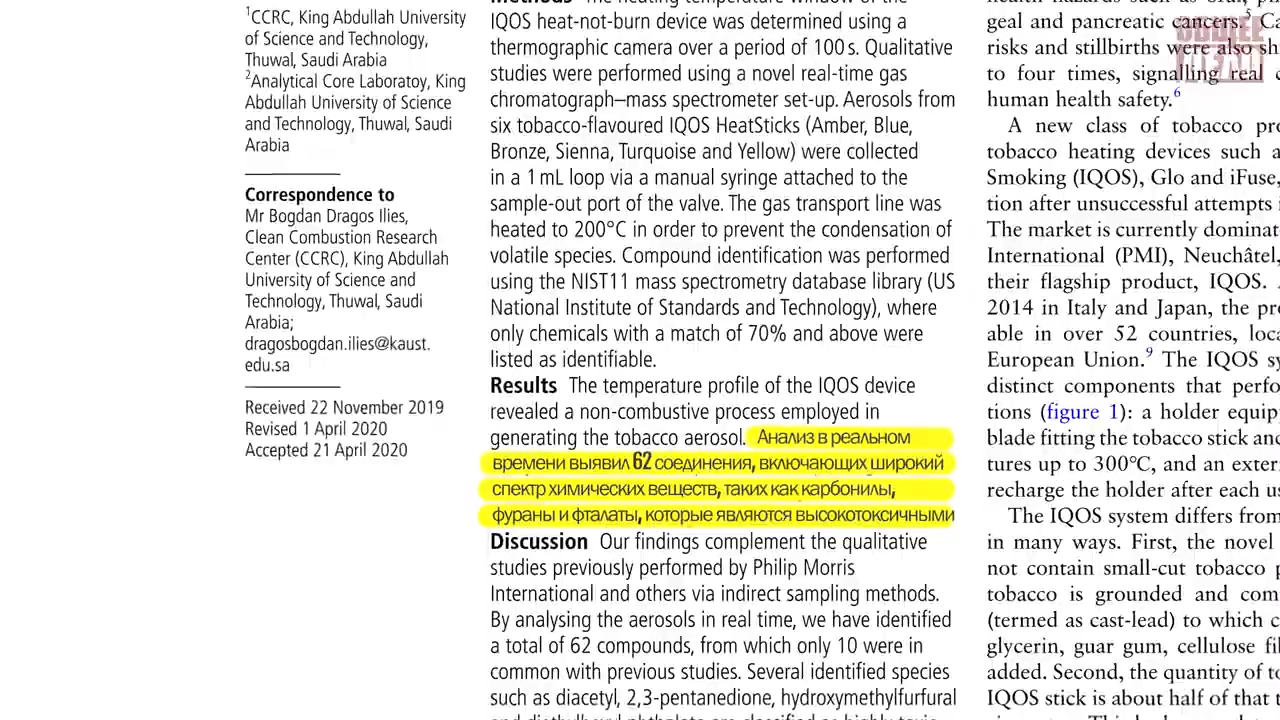 ¹CCRC, King Abdullah University
of Science and Technology,
Thuwal, Saudi Arabia
²Analytical Core Laboratoy, King
Abdullah University of Science
and Technology, Thuwal, Saudi
Arabia
Correspondence to
Mr Bogdan Dragos Ilies,
Clean Combustion Research
Center (CCRC), King Abdullah
University of Science and
Technology, Thuwal, Saudi
Arabia;
dragosbogdan.ilies@kaust.
edu.sa
Received 22 November 2019
Revised 1 April 2020
Accepted 21 April 2020
Methods The heating temperature window of the
IQOS heat-not-burn device was determined using a
thermographic camera over a period of 100 s. Qualitative
studies were performed using a novel real-time gas
chromatograph–mass spectrometer set-up. Aerosols from
six tobacco-flavoured IQOS HeatSticks (Amber, Blue,
Bronze, Sienna, Turquoise and Yellow) were collected
in a 1 mL loop via a manual syringe attached to the
sample-out port of the valve. The gas transport line was
heated to 200°C in order to prevent the condensation of
volatile species. Compound identification was performed
using the NIST11 mass spectrometry database library (US
National Institute of Standards and Technology), where
only chemicals with a match of 70% and above were
listed as identifiable.
Results The temperature profile of the IQOS device
revealed a non-combustive process employed in
generating the tobacco aerosol. Анализ в реальном
времени выявил 62 соединения, включающих широкий
спектр химических веществ, таких как карбонилы,
фураны и фталаты, которые являются высокотоксичными
Discussion Our findings complement the qualitative
studies previously performed by Philip Morris
International and others via indirect sampling methods.
By analysing the aerosols in real time, we have identified
a total of 62 compounds, from which only 10 were in
common with previous studies. Several identified species
such as diacetyl, 2,3-pentanedione, hydroxymethylfurfural
health hazards such as
geal and pancreatic cancers.⁵
risks and stillbirths were also
to four times, signalling real
human health safety.⁶
A new class of tobacco
tobacco heating devices such
Smoking (IQOS), Glo and iFuse,
tion after unsuccessful attempts
The market is currently
International (PMI), Neuchâtel,
their flagship product, IQOS.
2014 in Italy and Japan, the
able in over 52 countries,
European Union.⁹ The IQOS
distinct components that
tions (figure 1): a holder
blade fitting the tobacco stick
tures up to 300°C, and an
recharge the holder after each
The IQOS system differs from
in many ways. First, the novel
not contain small-cut tobacco
tobacco is grounded and
(termed as cast-lead) to which
glycerin, guar gum, cellulose
added. Second, the quantity of
IQOS stick is about half of that